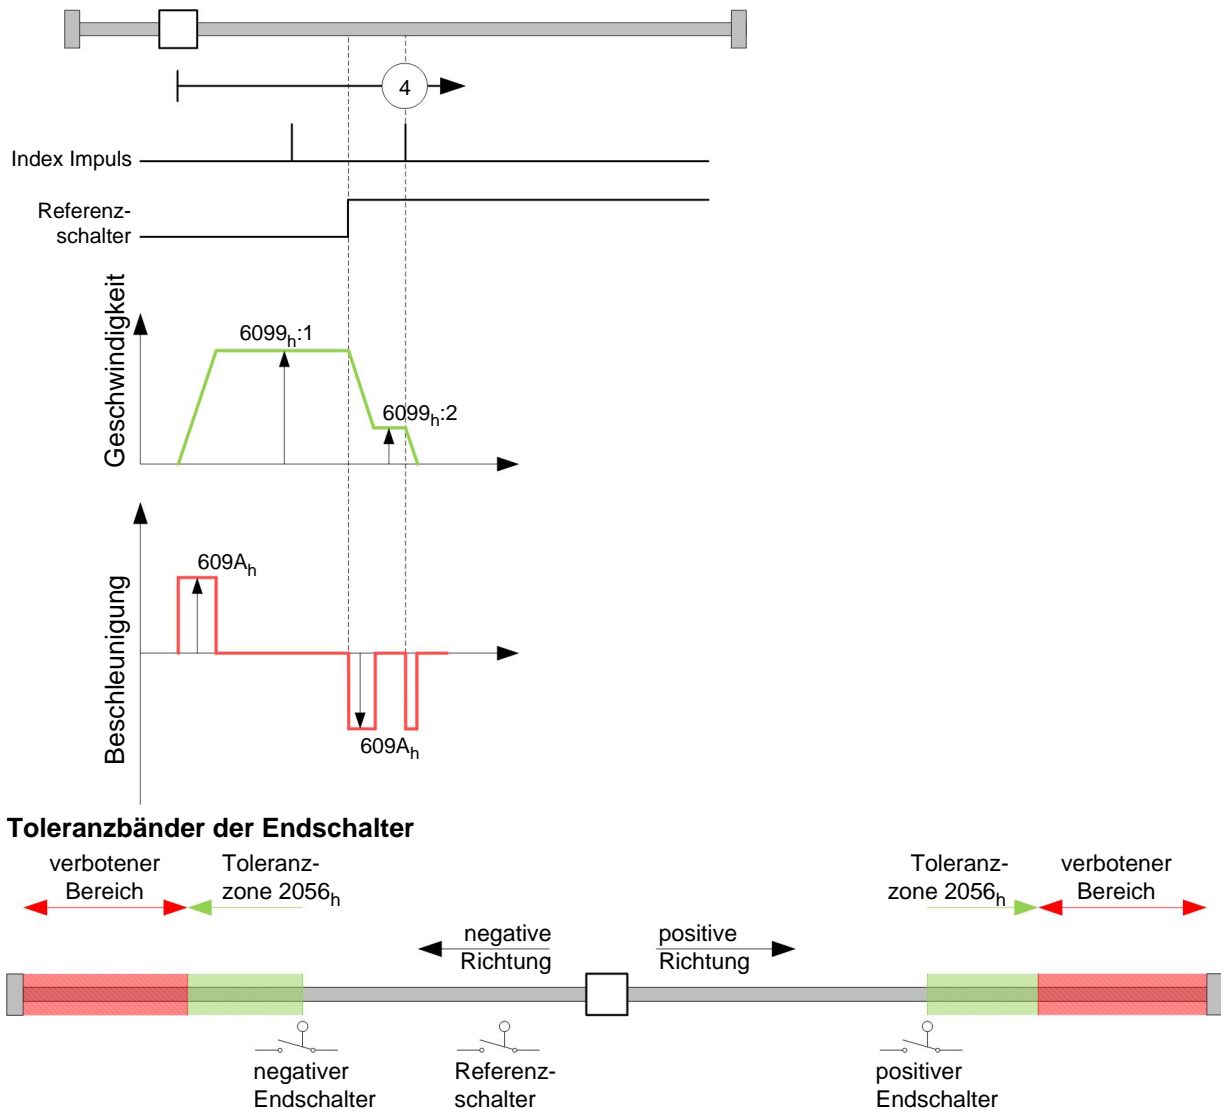 4
Index Impuls
Referenz-
schalter
Geschwindigkeit
6099h:1
6099h:2
Beschleunigung
609Ah
609Ah
Toleranzbänder der Endschalter
verbotener
Bereich
Toleranz-
zone 2056h
Toleranz-
zone 2056h
verbotener
Bereich
negative
Richtung
positive
Richtung
negativer
Endschalter
Referenz-
schalter
positiver
Endschalter